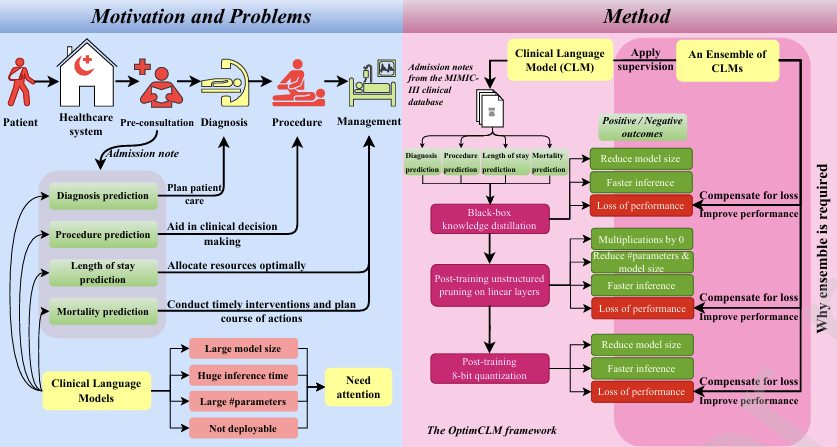 Motivation and Problems
Patient
Healthcare
system
Pre-consultation
Diagnosis
Procedure
Management
Admission note
Diagnosis prediction
Plan patient
care
Procedure prediction
Aid in clinical decision
making
Length of stay
prediction
Allocate resources optimally
Mortality prediction
Conduct timely interventions and plan
course of actions
Clinical Language
Models
Large model size
Huge inference time
Large #parameters
Not deployable
Need
attention
Method
Admission notes
from the MIMIC-
III clinical
database
Clinical Language
Model (CLM)
Apply
supervision
An Ensemble of
CLMs
Positive / Negative
outcomes
Diagnosis
prediction
Procedure
prediction
Length of stay
prediction
Mortality
prediction
Black-box
knowledge distillation
Reduce model size
Faster inference
Loss of performance
Compensate for loss
Improve performance
Post-training unstructured
pruning on linear layers
Multiplications by 0
Reduce #parameters &
model size
Faster inference
Loss of performance
Compensate for loss
Improve performance
Post-training
8-bit quantization
Reduce model size
Faster inference
Loss of performance
Compensate for loss
Improve performance
Why ensemble is required
The OptimCLM framework